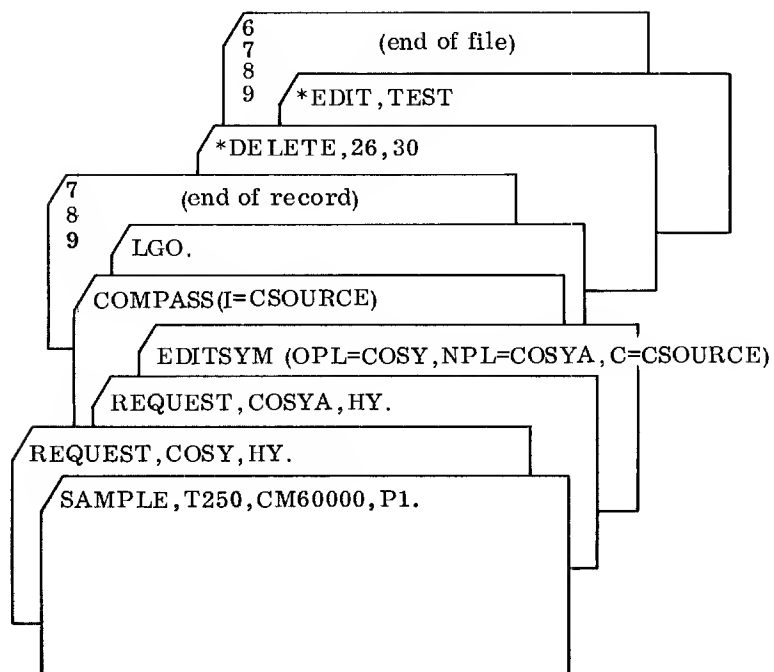 6
7
8
9
(end of file)
*EDIT,TEST
*DELETE,26,30
7
8
9
(end of record)
LGO.
COMPASS(I=CSOURCE)
EDITSYM (OPL=COSY,NPL=COSYA,C=CSOURCE)
REQUEST,COSYA,HY.
REQUEST,COSY,HY.
SAMPLE,T250,CM60000,P1.